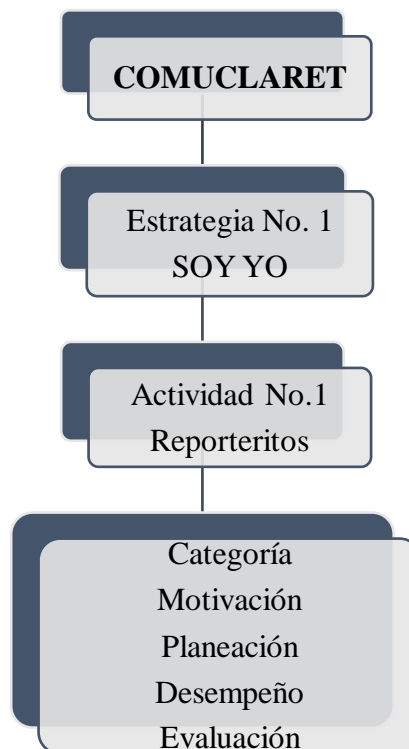 COMUCLARET
Estrategia No. 1
SOY YO
Actividad No.1
Reporteritos
Categoría
Motivación
Planeación
Desempeño
Evaluación